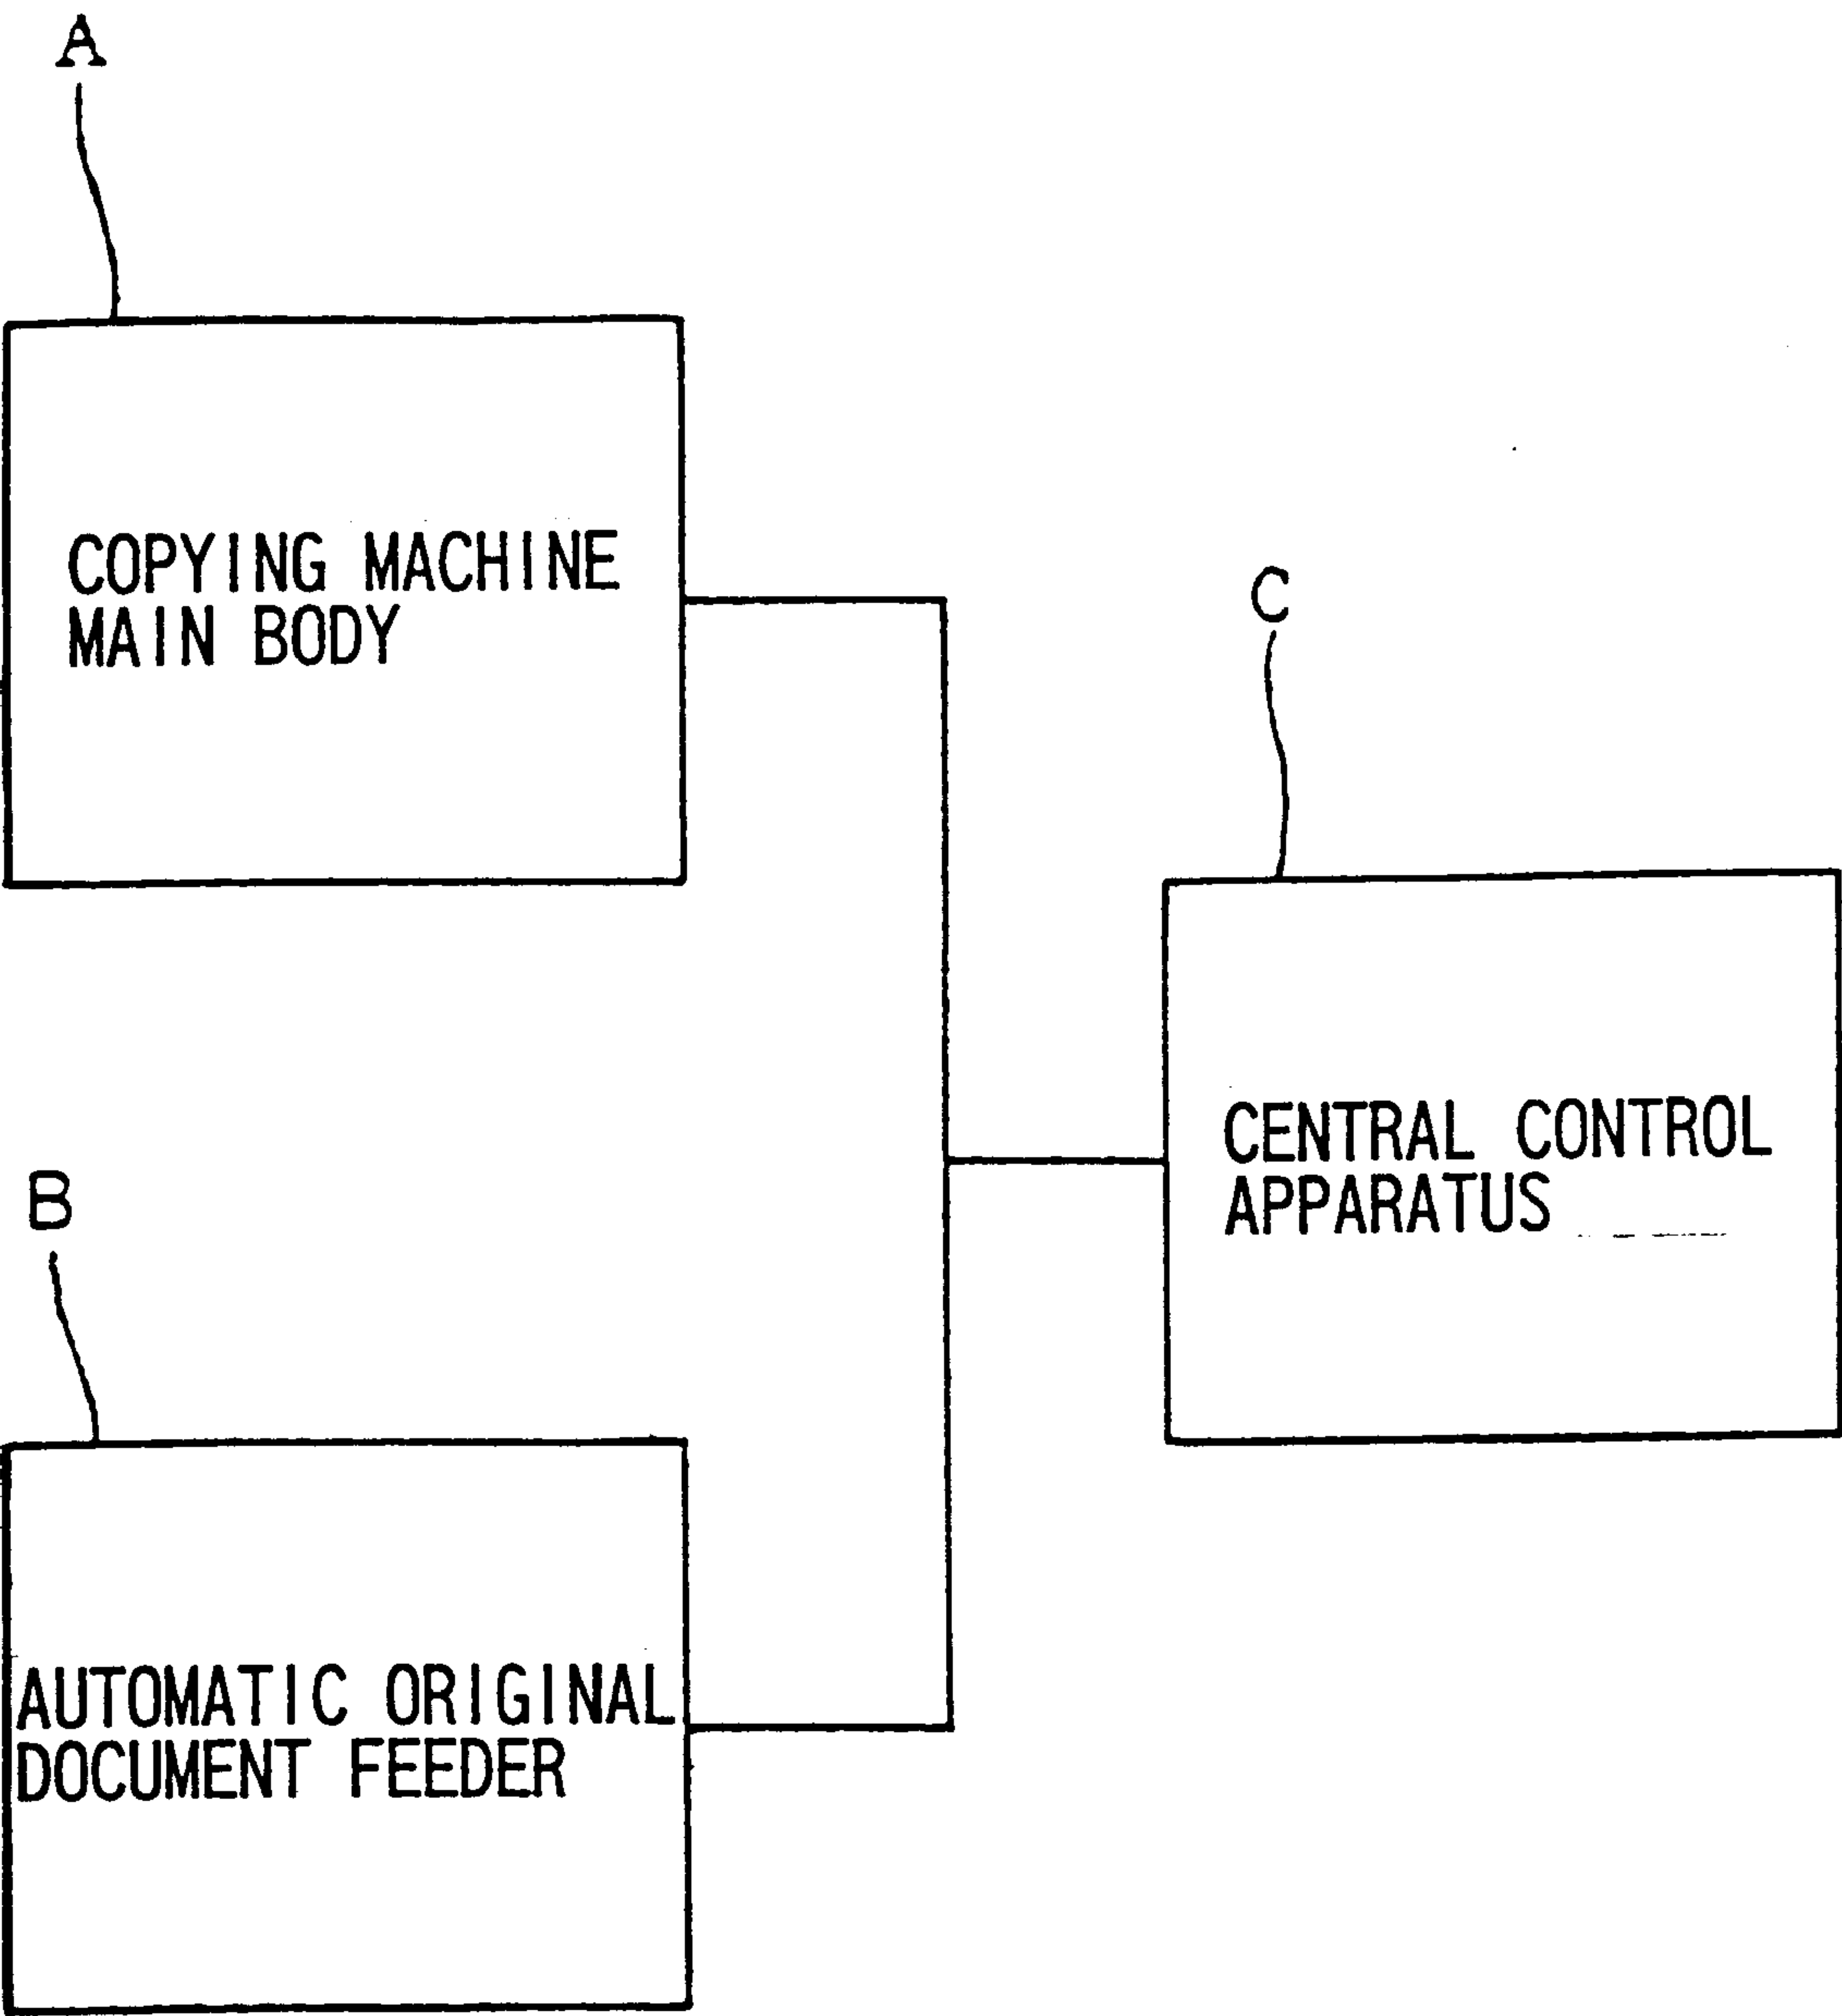 A
COPYING MACHINE
MAIN BODY
C
CENTRAL CONTROL
APPARATUS
B
AUTOMATIC ORIGINAL
DOCUMENT FEEDER